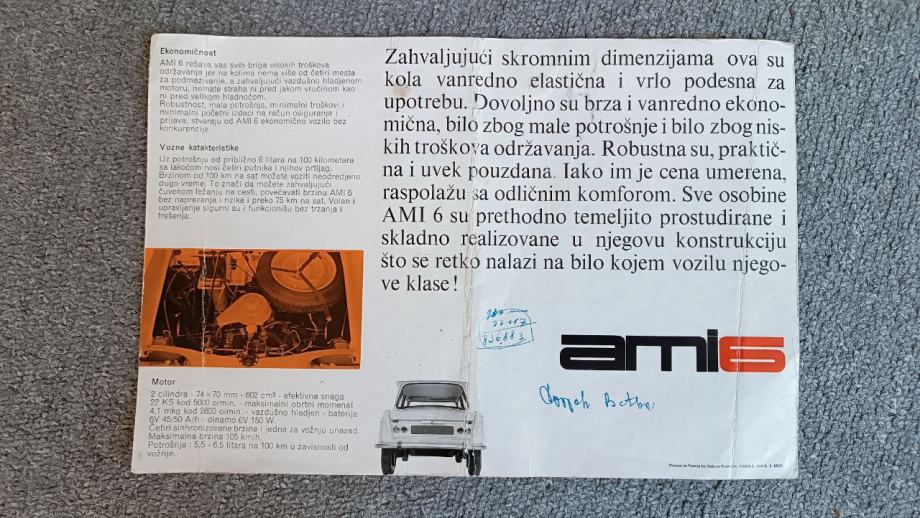 Ekonomičnost
AMI 6 rešava vas svih briga visokih troškova
održavanja jer na kolima nema više od četiri mesta
za podmazivanje, a zahvaljujući vazdušno hladjenom
motoru, nemate straha ni pred jakom vrućinom kao
ni pred velikom hladnoćom.
Robustnost, mala potrošnja, minimalni troškovi i
minimalni početni izdaci na račun osiguranja i
prijava, stvaraju od AMI 6 ekonomično vozilo bez
konkurencije
Vozne katakteristike
Uz potrošnju od približno 6 litara na 100 kilometara
sa lakoćom nosi četiri putnika i njihov prtljag.
Brzinom od 100 km na sat možete voziti neodredjeno
dugo vreme. To znači da možete zahvaljujući
čuvenom ležanju na cesti, povećavati brzinu AMI 6
bez naprezanja i rizika i preko 75 km na sat. Volan i
upravljanje sigurni su i funkcionišu bez trzanja i
trešenja.
Motor
2 cilindra - 74 × 70 mm - 602 cm³ - efektivna snaga
22 KS kod 5000 o/min. - maksimalni obrtni momenat
4,1 mkg kod 2800 o/min. - vazdušno hladjen - baterija
6V 45/50 A/h - dinamo 6V 150 W.
Četiri sinhronizovane brzine i jedna za vožnju unazad.
Maksimalna brzina 105 km/h.
Potrošnja : 5,5 - 6,5 litara na 100 km u zavisnosti od
vožnje.
Zahvaljujući skromnim dimenzijama ova su
kola vanredno elastična i vrlo podesna za
upotrebu. Dovoljno su brza i vanredno ekono-
mična, bilo zbog male potrošnje i bilo zbog nis-
kih troškova održavanja. Robustna su, praktič-
na i uvek pouzdana. Iako im je cena umerena,
raspolažu sa odličnim komforom. Sve osobine
AMI 6 su prethodno temeljito prostudirane i
skladno realizovane u njegovu konstrukciju
što se retko nalazi na bilo kojem vozilu njego-
ve klase !
ami6
Printed in France by